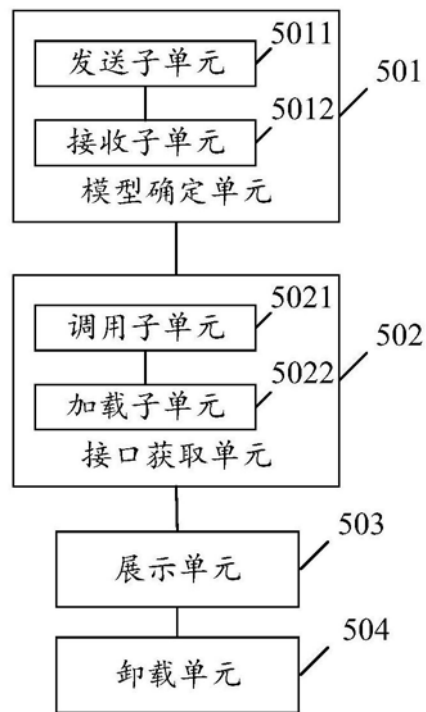 发送子单元
5011
接收子单元
5012
模型确定单元
501
调用子单元
5021
加载子单元
5022
接口获取单元
502
展示单元
503
卸载单元
504